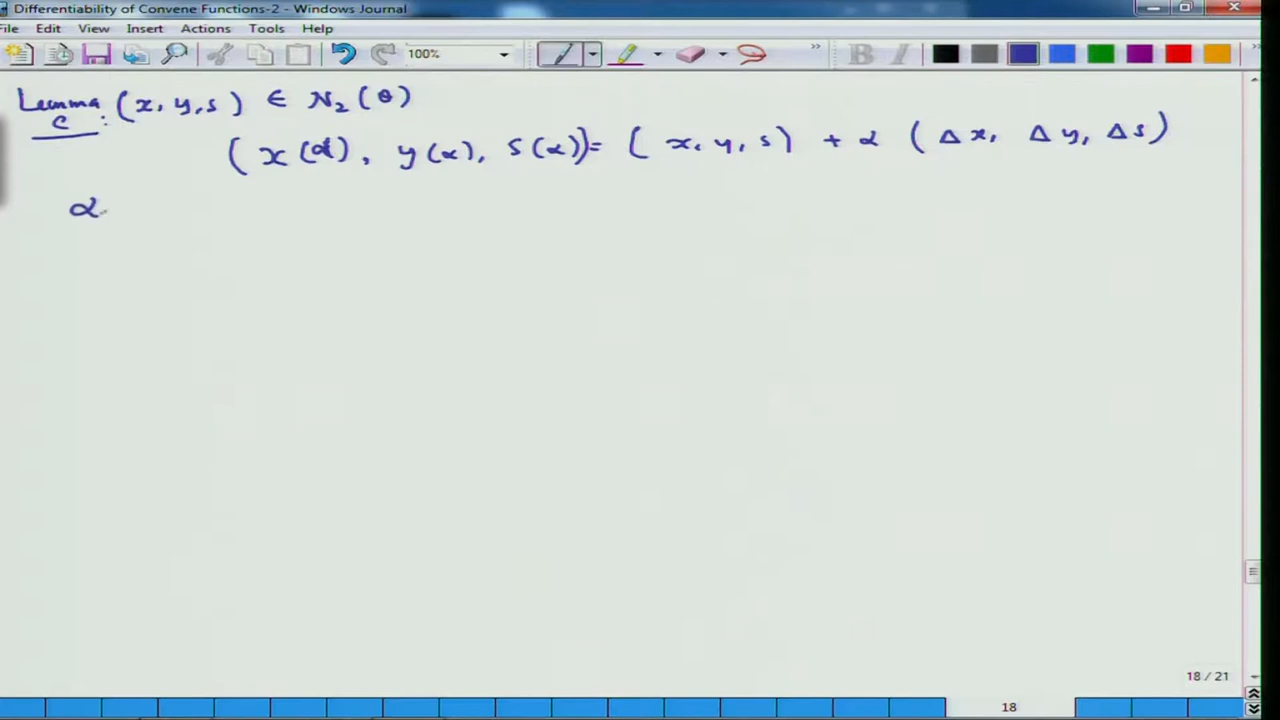 Differentiability of Convene Functions-2 - Windows Journal
File Edit View Insert Actions Tools Help
100%
B I
Lemma C : (x, y, s) ∈ N₂(θ)
(x(α), y(α), s(α)) = (x, y, s) + α (Δx, Δy, Δs)
α
18 / 21
18